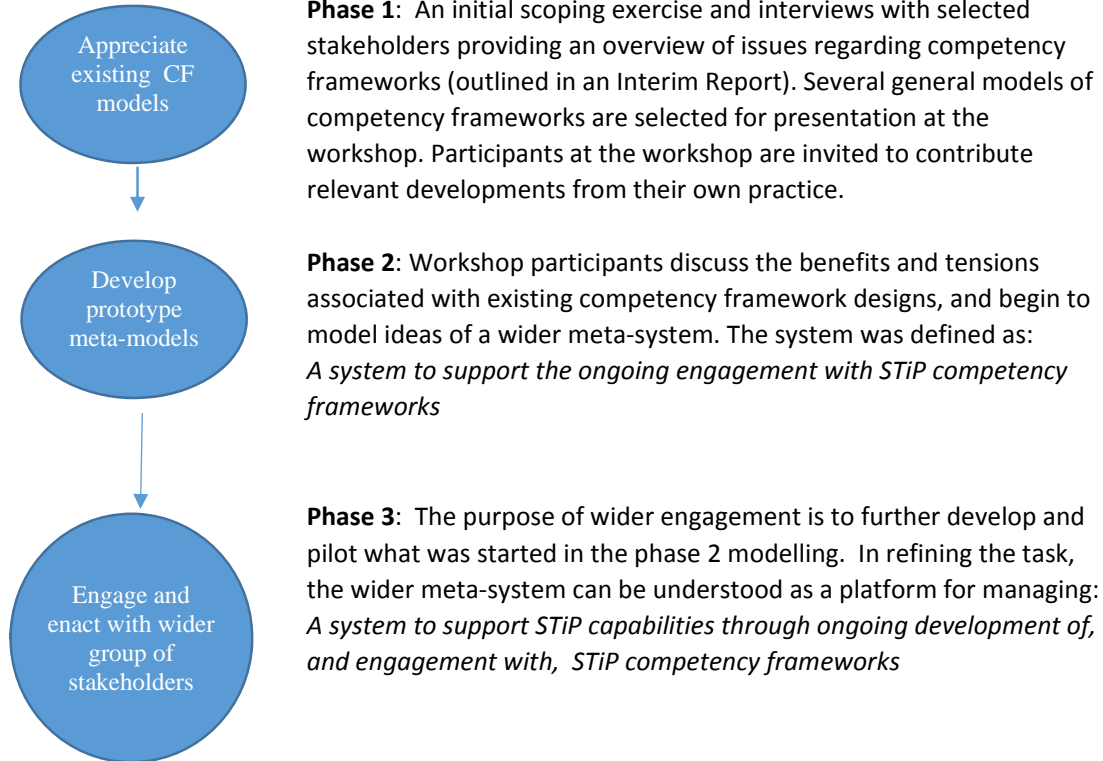 Appreciate
existing CF
models
Phase 1: An initial scoping exercise and interviews with selected
stakeholders providing an overview of issues regarding competency
frameworks (outlined in an Interim Report). Several general models of
competency frameworks are selected for presentation at the
workshop. Participants at the workshop are invited to contribute
relevant developments from their own practice.
Develop
prototype
meta-models
Phase 2: Workshop participants discuss the benefits and tensions
associated with existing competency framework designs, and begin to
model ideas of a wider meta-system. The system was defined as:
A system to support the ongoing engagement with STiP competency
frameworks
Engage and
enact with wider
group of
stakeholders
Phase 3: The purpose of wider engagement is to further develop and
pilot what was started in the phase 2 modelling. In refining the task,
the wider meta-system can be understood as a platform for managing:
A system to support STiP capabilities through ongoing development of,
and engagement with, STiP competency frameworks